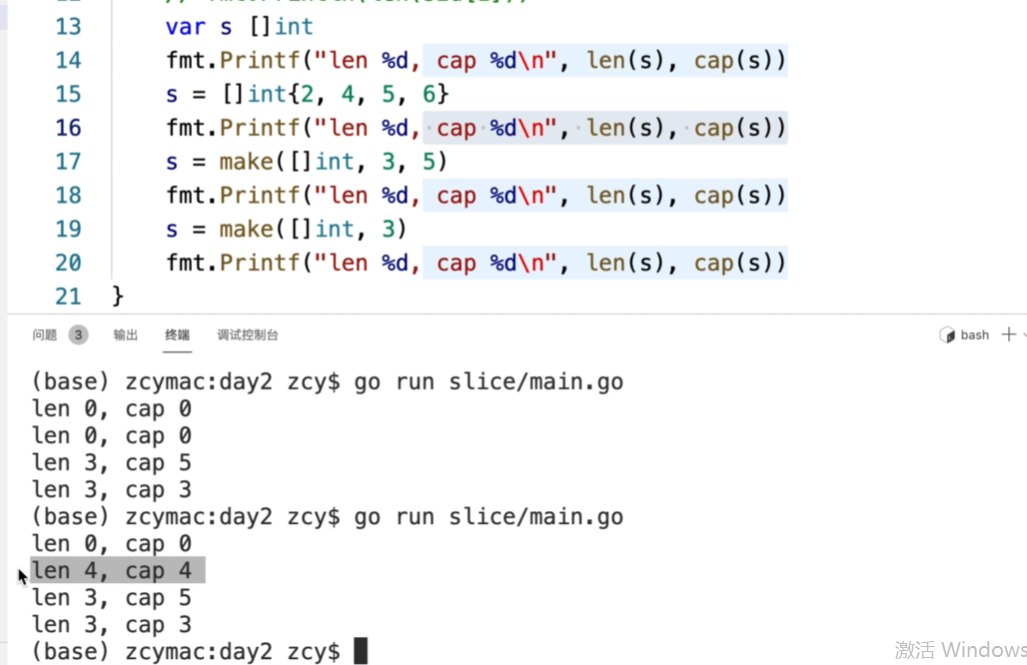 13 var s []int
14 fmt.Printf("len %d, cap %d\n", len(s), cap(s))
15 s = []int{2, 4, 5, 6}
16 fmt.Printf("len %d, cap %d\n", len(s), cap(s))
17 s = make([]int, 3, 5)
18 fmt.Printf("len %d, cap %d\n", len(s), cap(s))
19 s = make([]int, 3)
20 fmt.Printf("len %d, cap %d\n", len(s), cap(s))
21 }
问题 3 输出 终端 调试控制台 bash
(base) zcymac:day2 zcy$ go run slice/main.go
len 0, cap 0
len 0, cap 0
len 3, cap 5
len 3, cap 3
(base) zcymac:day2 zcy$ go run slice/main.go
len 0, cap 0
len 4, cap 4
len 3, cap 5
len 3, cap 3
(base) zcymac:day2 zcy$
激活 Windows